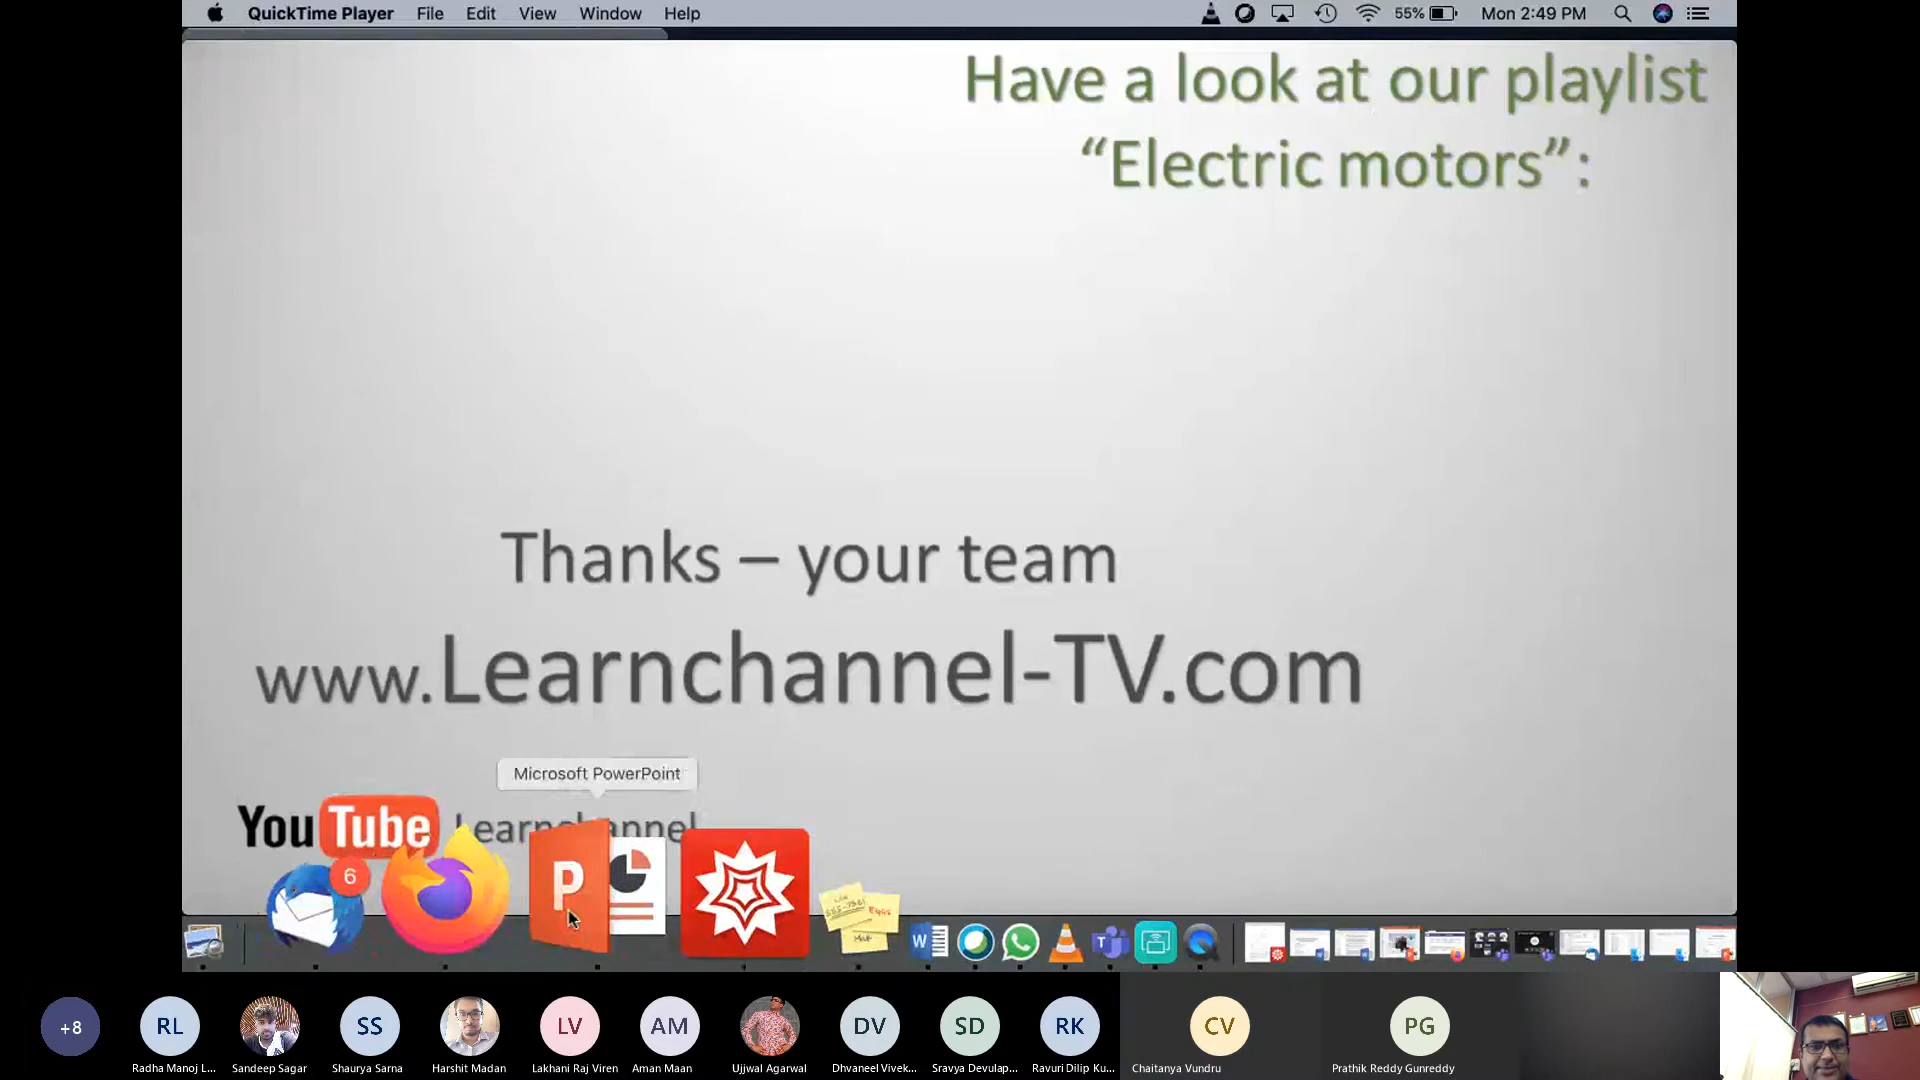 QuickTime Player File Edit View Window Help 55% Mon 2:49 PM
Have a look at our playlist
“Electric motors”:
Thanks – your team
www.Learnchannel-TV.com
Microsoft PowerPoint
YouTube Learnchannel
6
P
W
T
+8 RL SS LV AM DV SD RK CV PG
Radha Manoj L... Sandeep Sagar Shaurya Sarna Harshit Madan Lakhani Raj Viren Aman Maan Ujjwal Agarwal Dhvaneel Vivek... Sravya Devulap... Ravuri Dilip Ku... Chaitanya Vundru Prathik Reddy Gunreddy